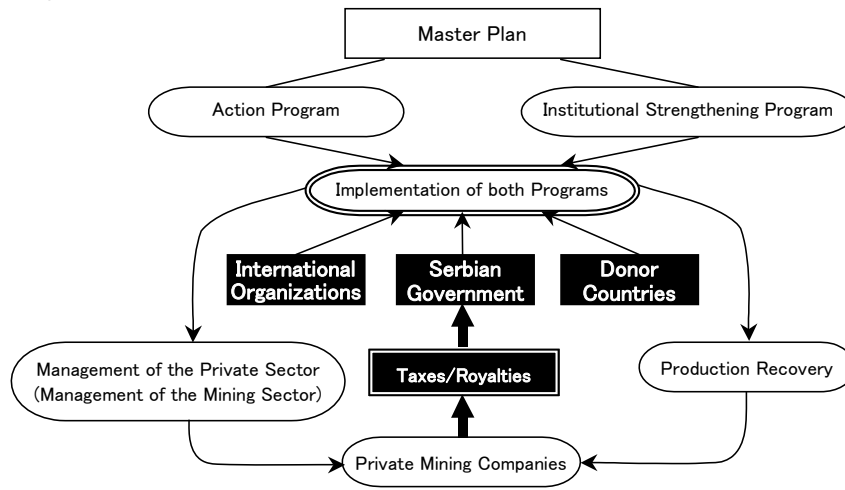 Master Plan
Action Program
Institutional Strengthening Program
Implementation of both Programs
International
Organizations
Serbian
Government
Donor
Countries
Management of the Private Sector
(Management of the Mining Sector)
Taxes/Royalties
Production Recovery
Private Mining Companies